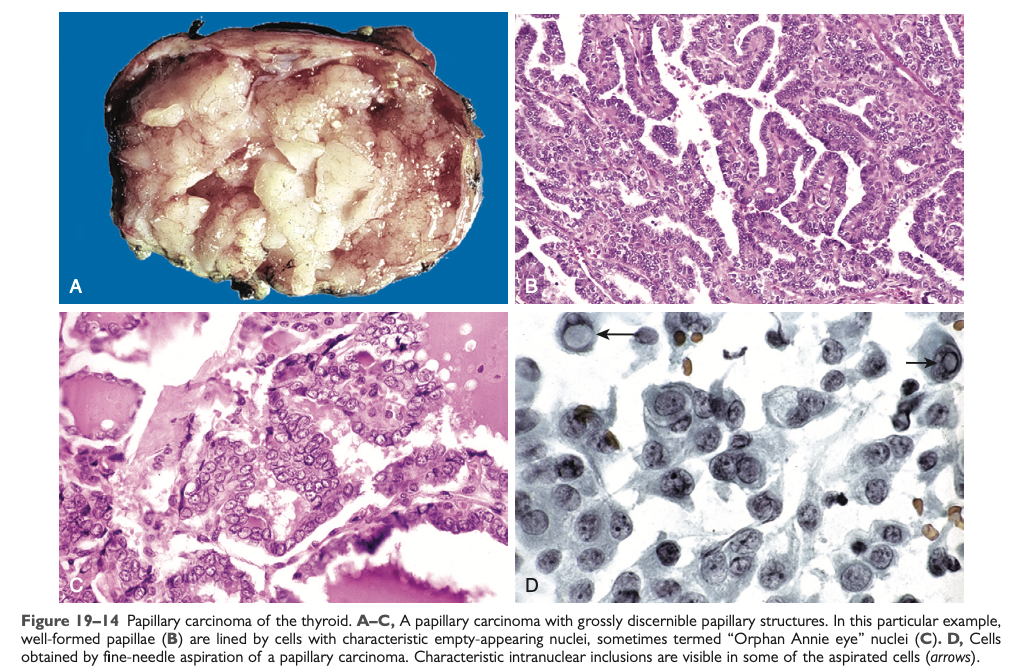 A
B
C
D
Figure 19–14 Papillary carcinoma of the thyroid. A–C, A papillary carcinoma with grossly discernible papillary structures. In this particular example,
well-formed papillae (B) are lined by cells with characteristic empty-appearing nuclei, sometimes termed “Orphan Annie eye” nuclei (C). D, Cells
obtained by fine-needle aspiration of a papillary carcinoma. Characteristic intranuclear inclusions are visible in some of the aspirated cells (arrows).